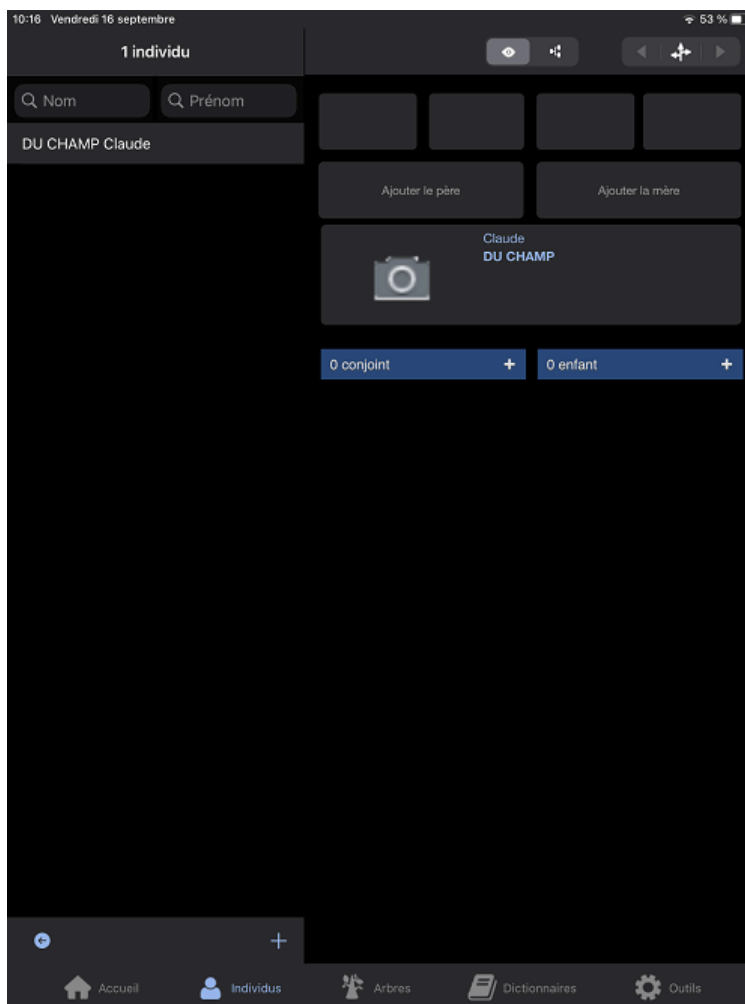 10:16 Vendredi 16 septembre
53 %
1 individu
Nom
Prénom
DU CHAMP Claude
Ajouter le père
Ajouter la mère
Claude
DU CHAMP
0 conjoint +
0 enfant +
Accueil
Individus
Arbres
Dictionnaires
Outils